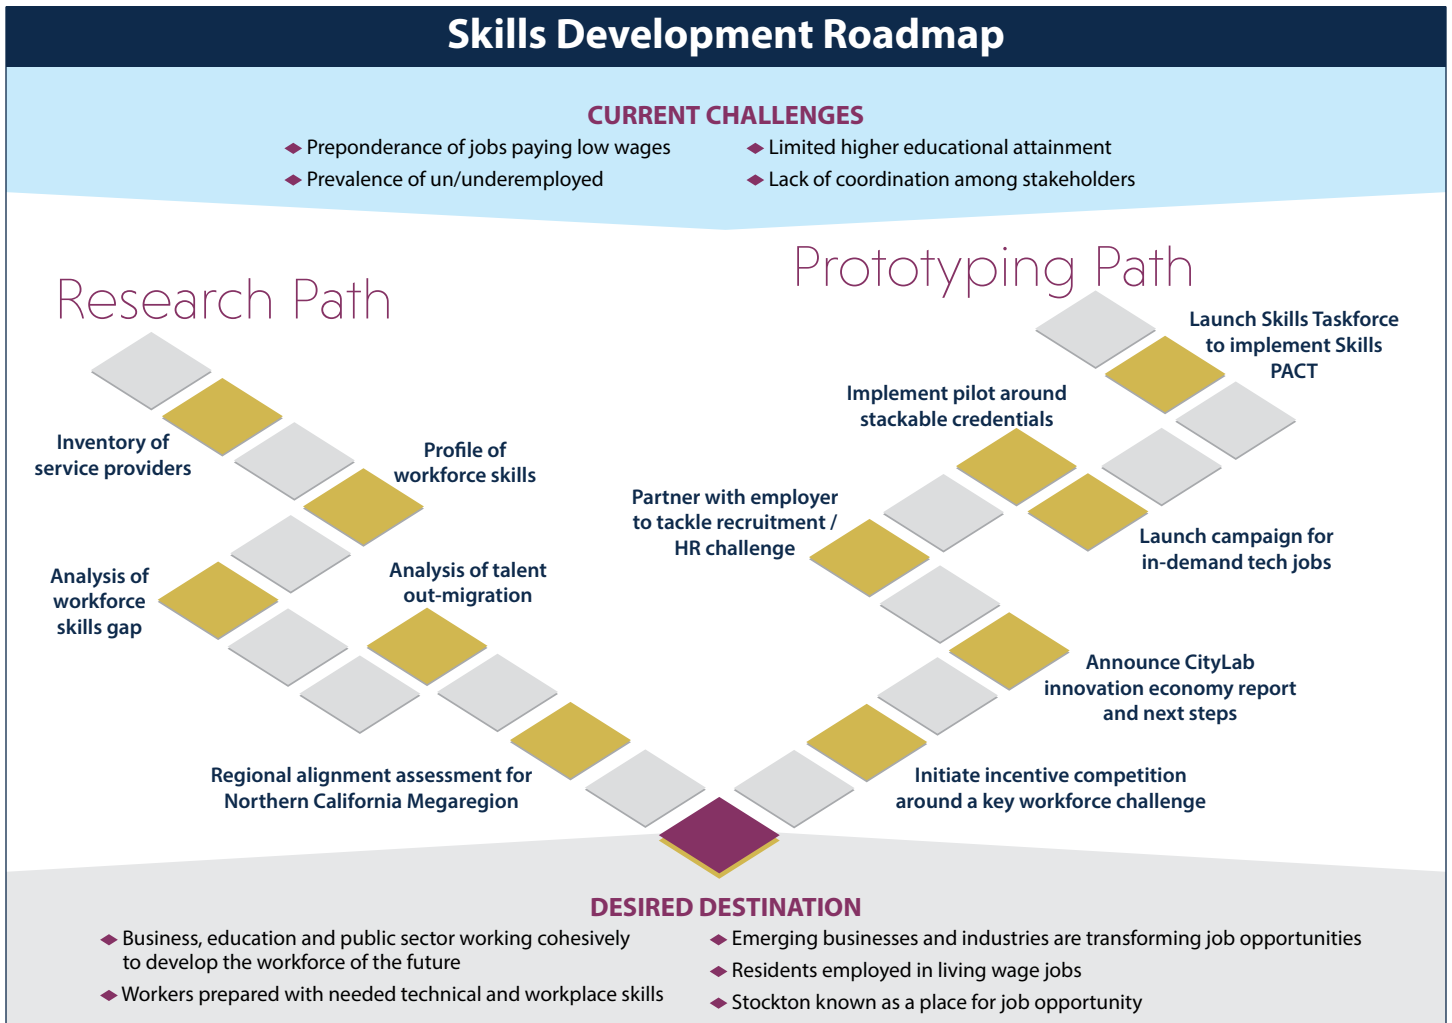 Skills Development Roadmap
CURRENT CHALLENGES
◆ Preponderance of jobs paying low wages
◆ Prevalence of un/underemployed
◆ Limited higher educational attainment
◆ Lack of coordination among stakeholders
Research Path
Inventory of
service providers
Profile of
workforce skills
Analysis of
workforce
skills gap
Analysis of talent
out-migration
Regional alignment assessment for
Northern California Megaregion
Prototyping Path
Launch Skills Taskforce
to implement Skills
PACT
Implement pilot around
stackable credentials
Launch campaign for
in-demand tech jobs
Partner with employer
to tackle recruitment /
HR challenge
Announce CityLab
innovation economy report
and next steps
Initiate incentive competition
around a key workforce challenge
DESIRED DESTINATION
◆ Business, education and public sector working cohesively
to develop the workforce of the future
◆ Workers prepared with needed technical and workplace skills
◆ Emerging businesses and industries are transforming job opportunities
◆ Residents employed in living wage jobs
◆ Stockton known as a place for job opportunity